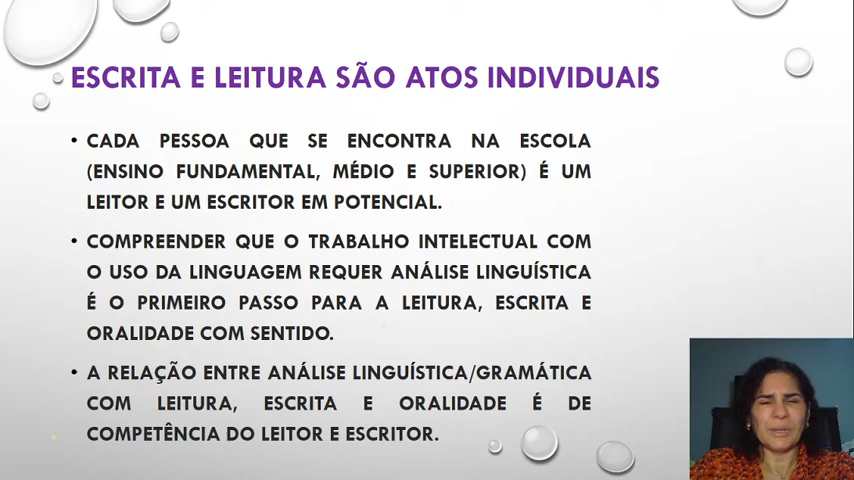 ESCRITA E LEITURA SÃO ATOS INDIVIDUAIS
• CADA PESSOA QUE SE ENCONTRA NA ESCOLA
(ENSINO FUNDAMENTAL, MÉDIO E SUPERIOR) É UM
LEITOR E UM ESCRITOR EM POTENCIAL.
• COMPREENDER QUE O TRABALHO INTELECTUAL COM
O USO DA LINGUAGEM REQUER ANÁLISE LINGUÍSTICA
É O PRIMEIRO PASSO PARA A LEITURA, ESCRITA E
ORALIDADE COM SENTIDO.
• A RELAÇÃO ENTRE ANÁLISE LINGUÍSTICA/GRAMÁTICA
COM LEITURA, ESCRITA E ORALIDADE É DE
COMPETÊNCIA DO LEITOR E ESCRITOR.